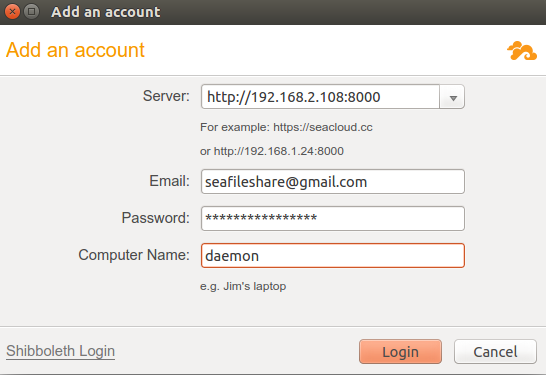 Add an account
Add an account
Server: http://192.168.2.108:8000
For example: https://seacloud.cc
or http://192.168.1.24:8000
Email: seafileshare@gmail.com
Password: ****************
Computer Name: daemon
e.g. Jim's laptop
Shibboleth Login Login Cancel